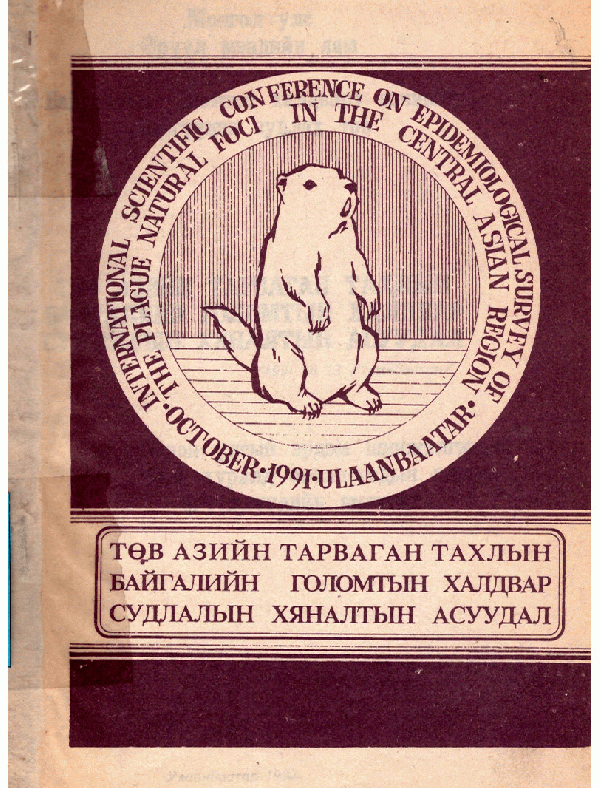 INTERNATIONAL SCIENTIFIC CONFERENCE ON EPIDEMIOLOGICAL SURVEY OF
THE PLAGUE NATURAL FOCI IN THE CENTRAL ASIAN REGION
•OCTOBER•1991•ULAANBAATAR•
ТӨВ АЗИЙН ТАРВАГАН ТАХЛЫН
БАЙГАЛИЙН ГОЛОМТЫН ХАЛДВАР
СУДЛАЛЫН ХЯНАЛТЫН АСУУДАЛ